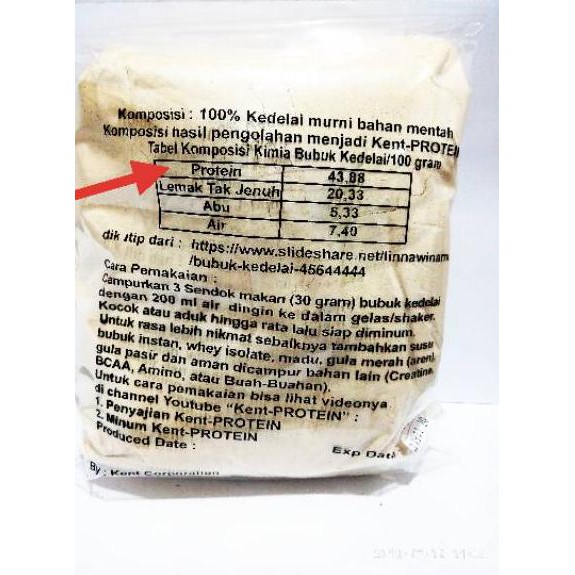 Komposisi : 100% Kedelai murni bahan mentah
Komposisi hasil pengolahan menjadi Kent-PROTEIN
Tabel Komposisi Kimia Bubuk Kedelai/100 gram
Protein 43,88
Lemak Tak Jenuh 20,33
Abu 5,33
Air 7,40
dikutip dari : https://www.slideshare.net/linnawinam
/bubuk-kedelai-45644444
Cara Pemakaian :
Campurkan 3 Sendok makan (30 gram) bubuk kedelai
dengan 200 ml air dingin ke dalam gelas/shaker.
Kocok atau aduk hingga rata lalu siap diminum.
Untuk rasa lebih nikmat sebaiknya tambahkan susu
bubuk instan, whey isolate, madu, gula merah (aren),
gula pasir dan aman dicampur bahan lain (Creatine,
BCAA, Amino, atau Buah-Buahan).
Untuk cara pemakaian bisa lihat videonya
di channel Youtube "Kent-PROTEIN" :
1. Penyajian Kent-PROTEIN
2. Minum Kent-PROTEIN
Produced Date :
Exp Dat
By : Kent Corporation